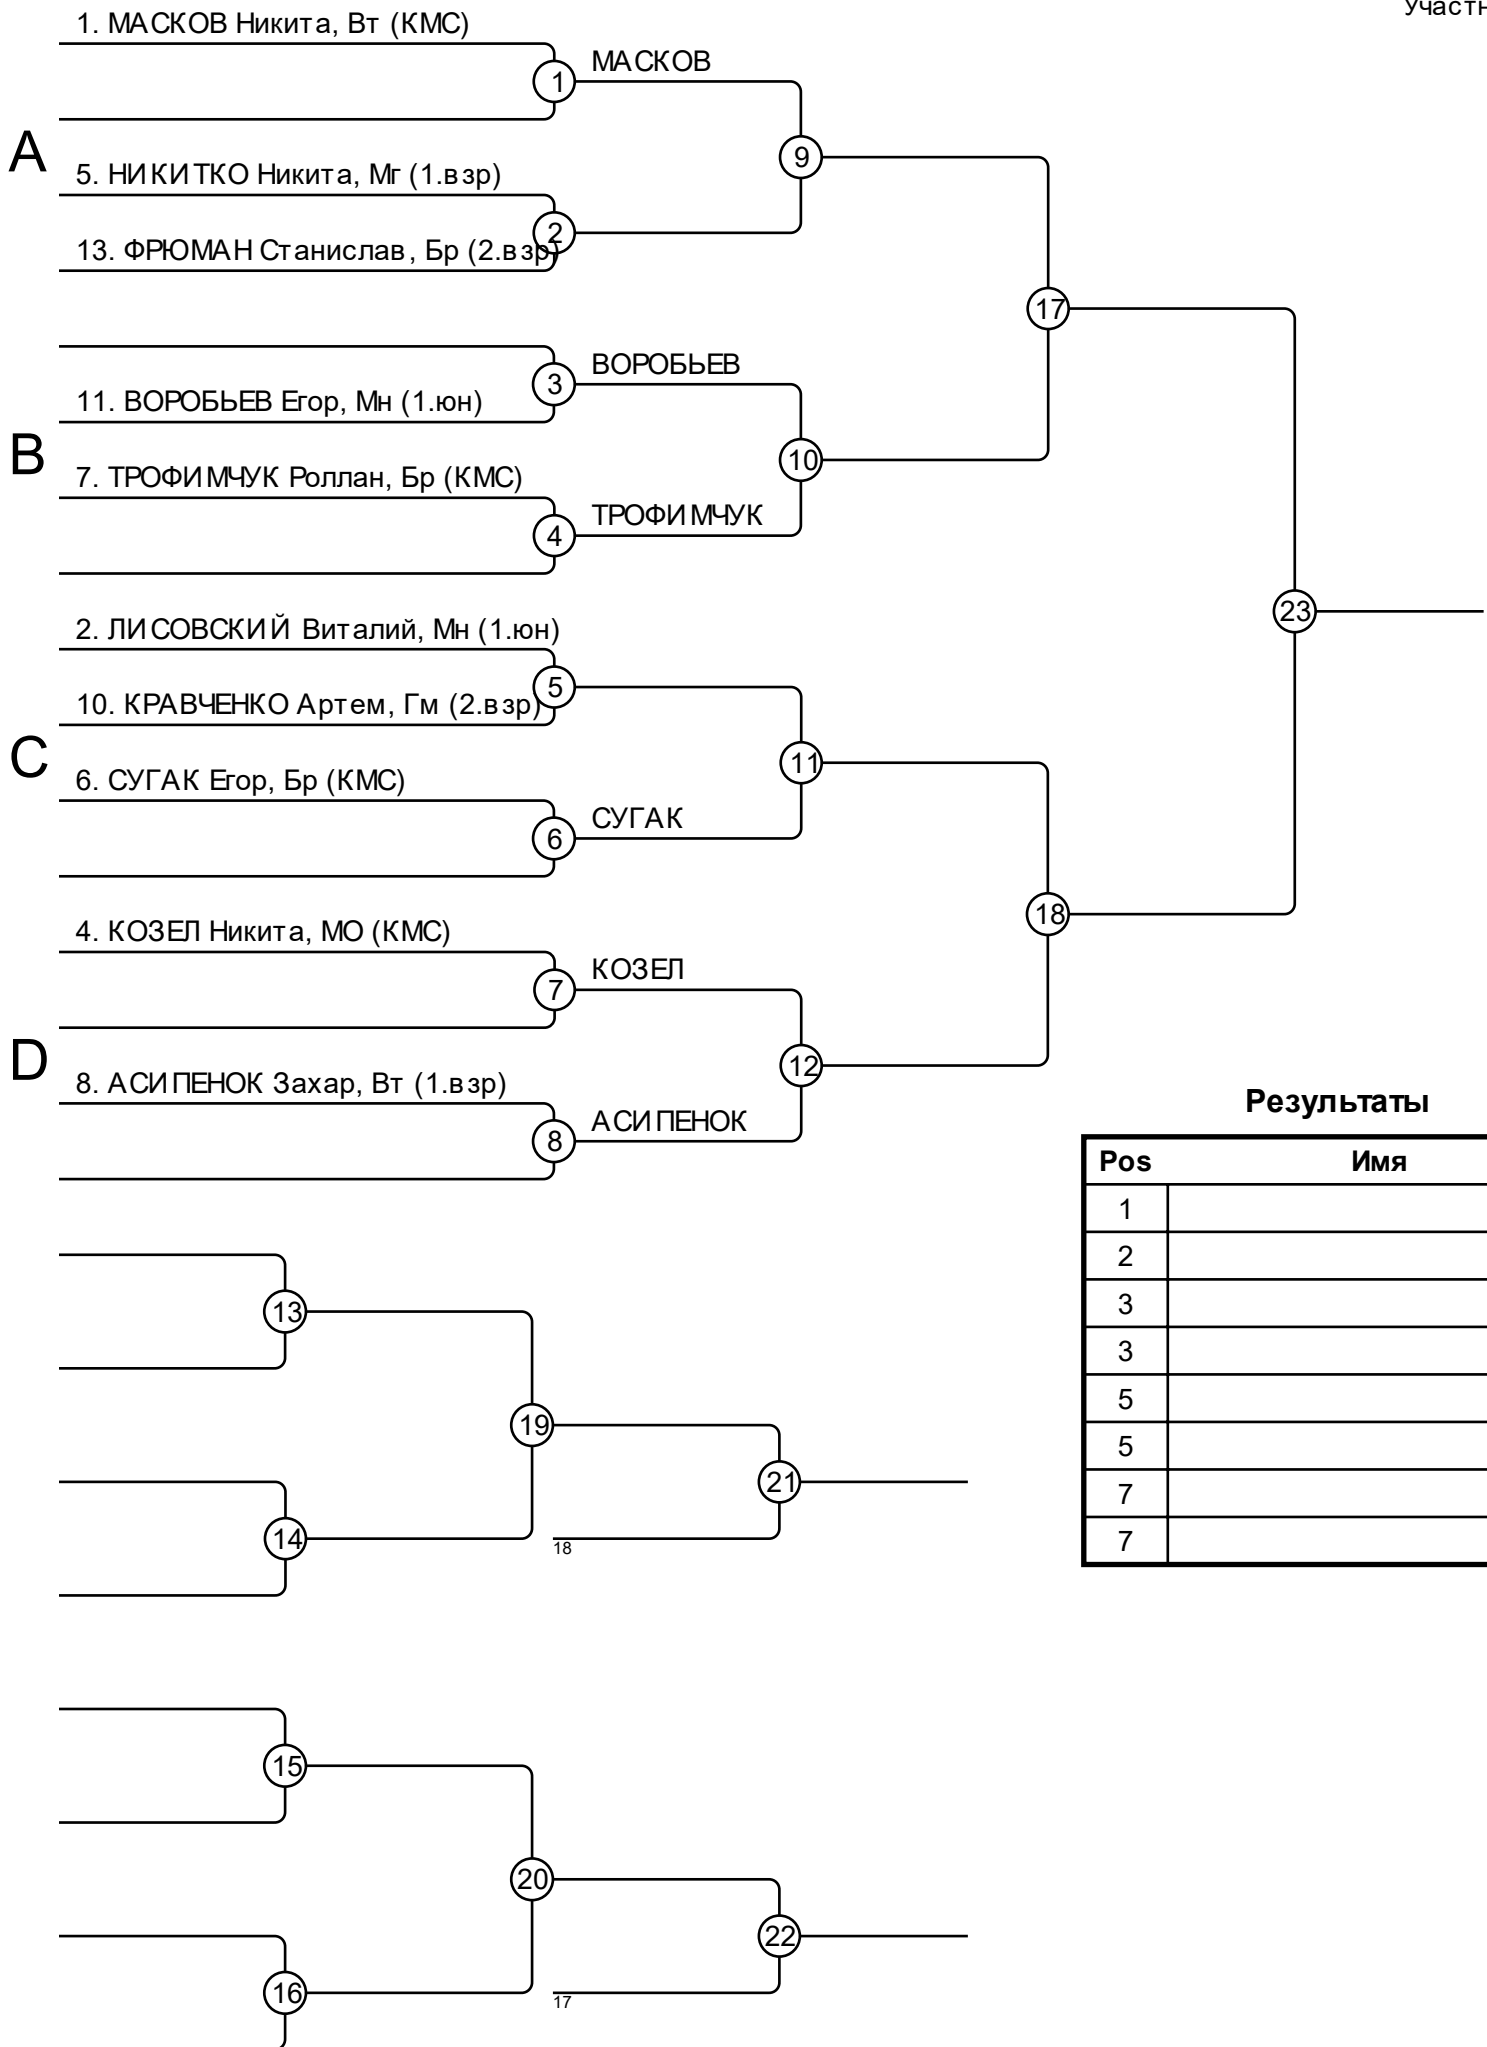 Участн
1. МАСКОВ Никита, Вт (КМС)
МАСКОВ
1
A
9
5. НИКИТКО Никита, Мг (1.взр)
2
13. ФРЮМАН Станислав, Бр (2.взр)
17
ВОРОБЬЕВ
3
11. ВОРОБЬЕВ Егор, Мн (1.юн)
B
10
7. ТРОФИМЧУК Роллан, Бр (КМС)
ТРОФИМЧУК
4
23
2. ЛИСОВСКИЙ Виталий, Мн (1.юн)
5
10. КРАВЧЕНКО Артем, Гм (2.взр)
C
11
6. СУГАК Егор, Бр (КМС)
СУГАК
6
18
4. КОЗЕЛ Никита, МО (КМС)
КОЗЕЛ
7
D
12
8. АСИПЕНОК Захар, Вт (1.взр)
АСИПЕНОК
8
Результаты
Pos Имя
1
2
3
3
5
5
7
7
13
19
21
14
18
15
20
22
16
17